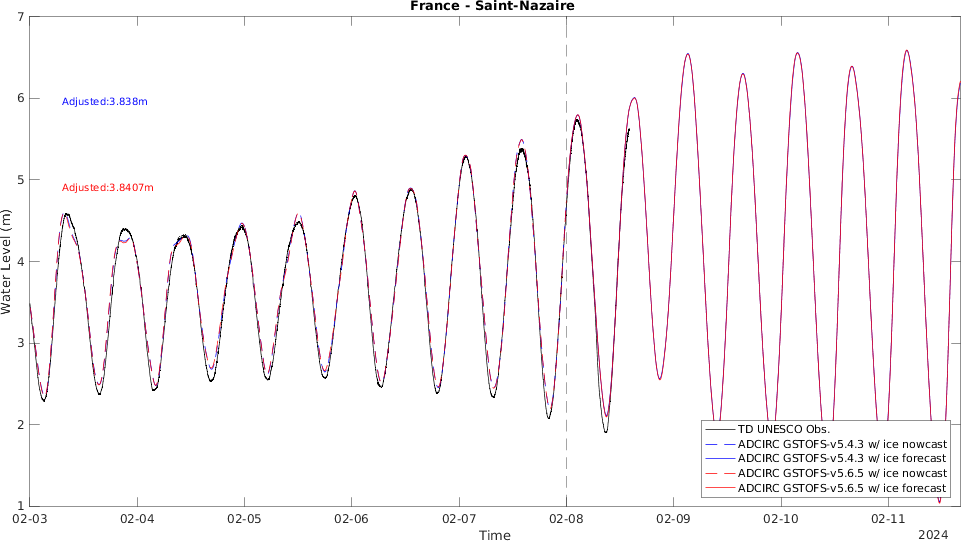 France - Saint-Nazaire
7
6
5
4
3
2
1
Water Level (m)
Adjusted:3.838m
Adjusted:3.8407m
TD UNESCO Obs.
ADCIRC GSTOFS-v5.4.3 w/ ice nowcast
ADCIRC GSTOFS-v5.4.3 w/ ice forecast
ADCIRC GSTOFS-v5.6.5 w/ ice nowcast
ADCIRC GSTOFS-v5.6.5 w/ ice forecast
02-03 02-04 02-05 02-06 02-07 02-08 02-09 02-10 02-11
Time
2024